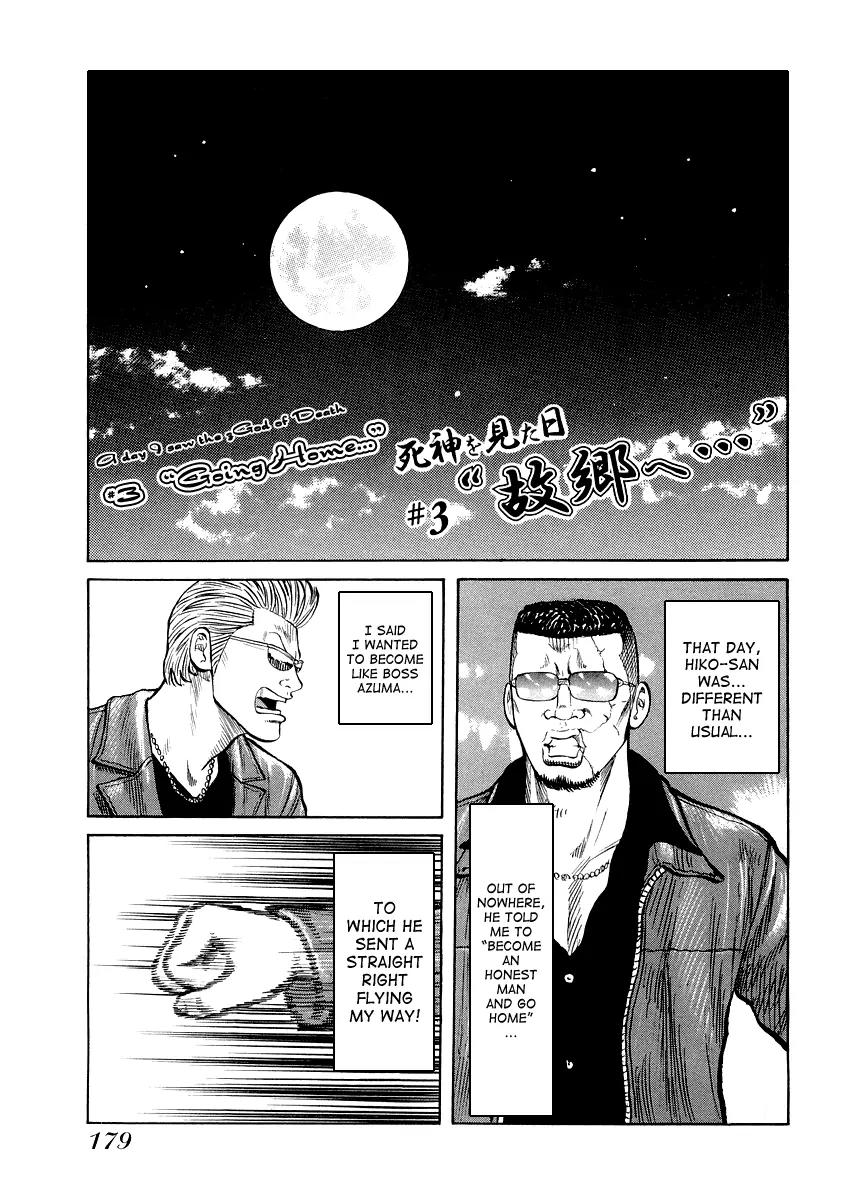 死神を見た日
#3 “故郷へ…”
A day I saw the God of Death
#3 “Going Home...”
THAT DAY,
HIKO-SAN
WAS...
DIFFERENT
THAN
USUAL...
OUT OF
NOWHERE,
HE TOLD
ME TO
“BECOME
AN
HONEST
MAN
AND GO
HOME”
...
I SAID
I WANTED
TO BECOME
LIKE BOSS
AZUMA...
TO
WHICH HE
SENT A
STRAIGHT
RIGHT
FLYING
MY WAY!
179